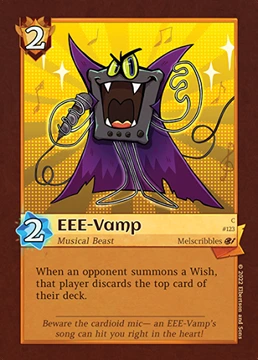 2
EEE-Vamp
C
#123
2
Musical Beast
Melscribbles
When an opponent summons a Wish,
that player discards the top card of
their deck.
Beware the cardioid mic— an EEE-Vamp's
song can hit you right in the heart!
© 2022 Elbertson and Sons